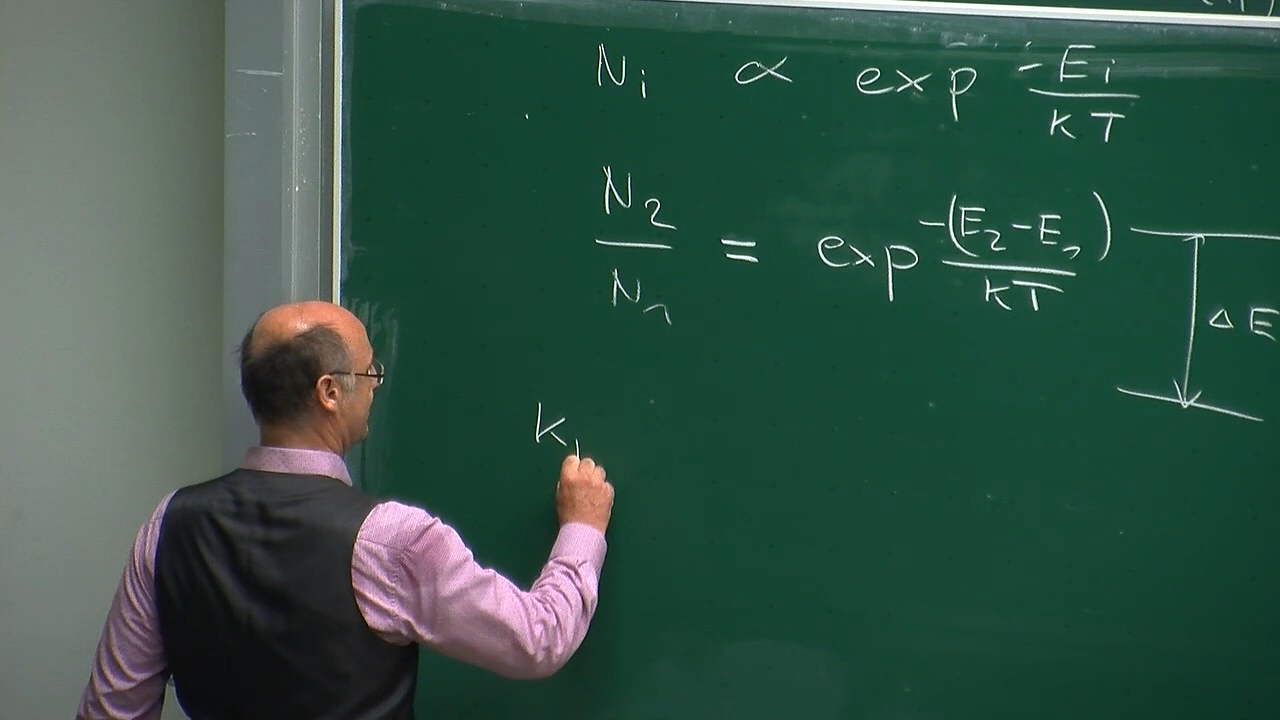 Ni ∝ exp -Ei/KT
N2/N1 = exp -(E2-E1)/KT
ΔE
K